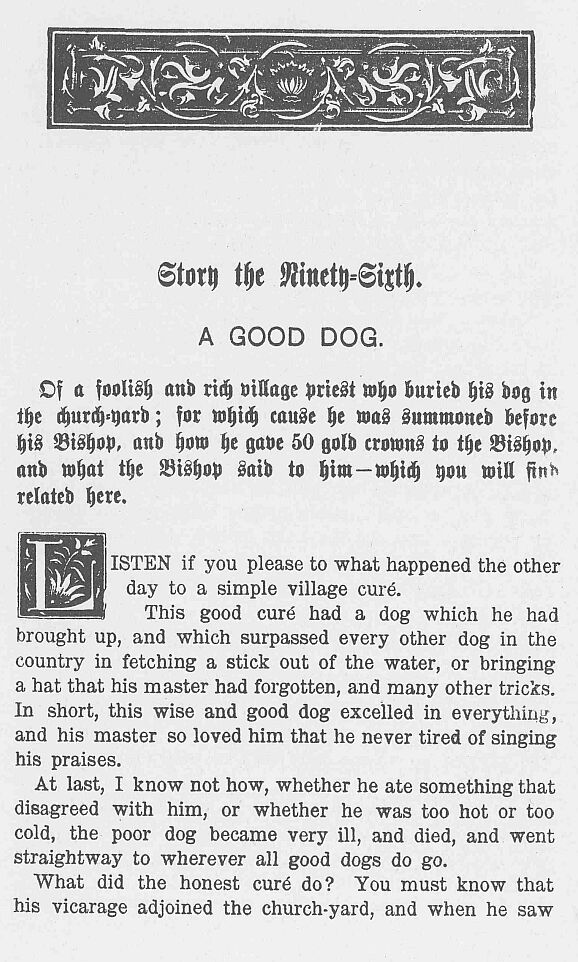 Story the Ninety-Sixth.
A GOOD DOG.
Of a foolish and rich village priest who buried his dog in
the church-yard; for which cause he was summoned before
his Bishop, and how he gave 50 gold crowns to the Bishop,
and what the Bishop said to him—which you will find
related here.
LISTEN if you please to what happened the other
day to a simple village curé.
This good curé had a dog which he had
brought up, and which surpassed every other dog in the
country in fetching a stick out of the water, or bringing
a hat that his master had forgotten, and many other tricks.
In short, this wise and good dog excelled in everything,
and his master so loved him that he never tired of singing
his praises.
At last, I know not how, whether he ate something that
disagreed with him, or whether he was too hot or too
cold, the poor dog became very ill, and died, and went
straightway to wherever all good dogs do go.
What did the honest curé do? You must know that
his vicarage adjoined the church-yard, and when he saw